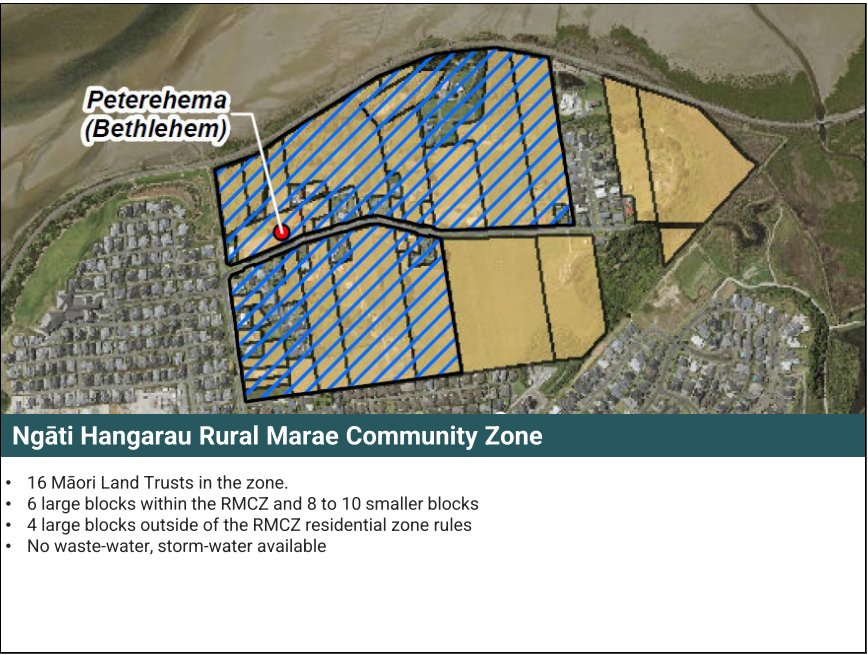 Peterehema
(Bethlehem)
Ngāti Hangarau Rural Marae Community Zone
• 16 Māori Land Trusts in the zone.
• 6 large blocks within the RMCZ and 8 to 10 smaller blocks
• 4 large blocks outside of the RMCZ residential zone rules
• No waste-water, storm-water available